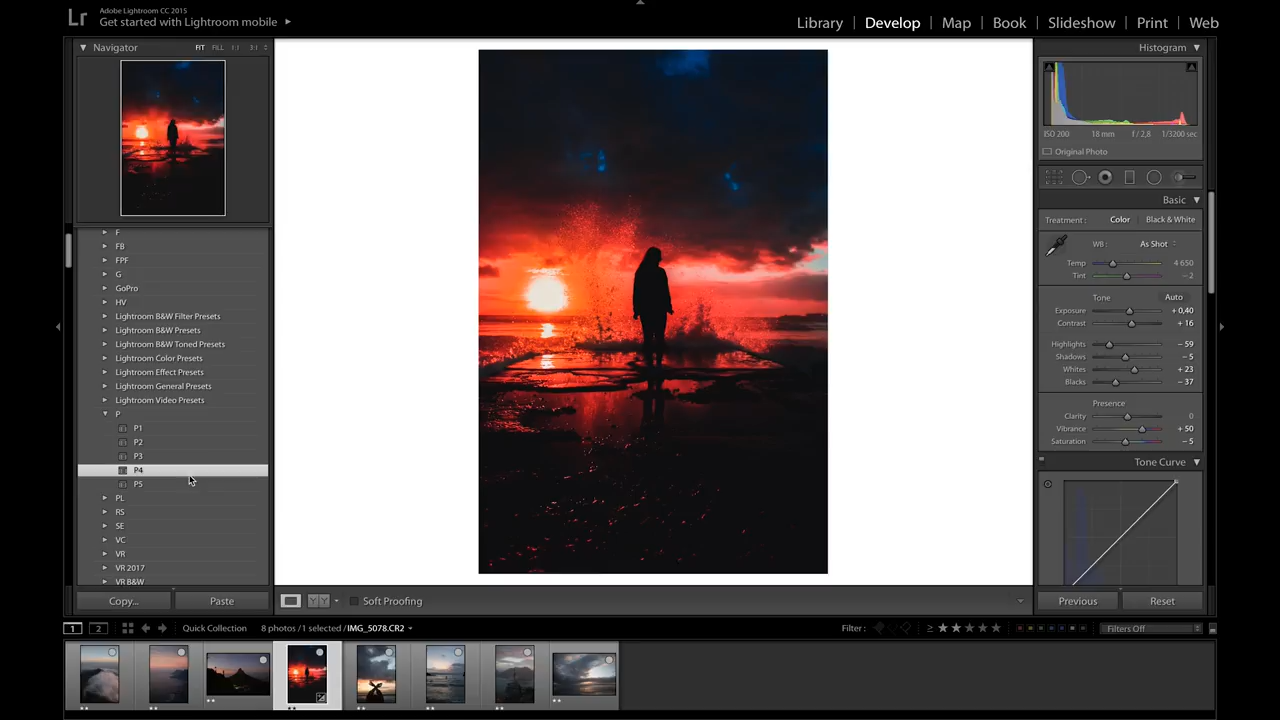 Lr
Adobe Lightroom CC 2015
Get started with Lightroom mobile
Library Develop Map Book Slideshow Print Web
Navigator FIT FILL 1:1 3:1
F
FB
FPF
G
GoPro
HV
Lightroom B&W Filter Presets
Lightroom B&W Presets
Lightroom B&W Toned Presets
Lightroom Color Presets
Lightroom Effect Presets
Lightroom General Presets
Lightroom Video Presets
P
P1
P2
P3
P4
P5
PL
RS
SE
VC
VR
VR 2017
VR B&W
Copy... Paste
Soft Proofing
Histogram
ISO 200 18 mm f / 2,8 1/3200 sec
Original Photo
Basic
Treatment: Color Black & White
WB: As Shot
Temp 4 650
Tint – 2
Tone Auto
Exposure + 0,40
Contrast + 16
Highlights – 59
Shadows – 5
Whites + 23
Blacks – 37
Presence
Clarity 0
Vibrance + 50
Saturation – 5
Tone Curve
Previous Reset
1 2 Quick Collection 8 photos / 1 selected / IMG_5078.CR2 Filter: ≥ Filters Off